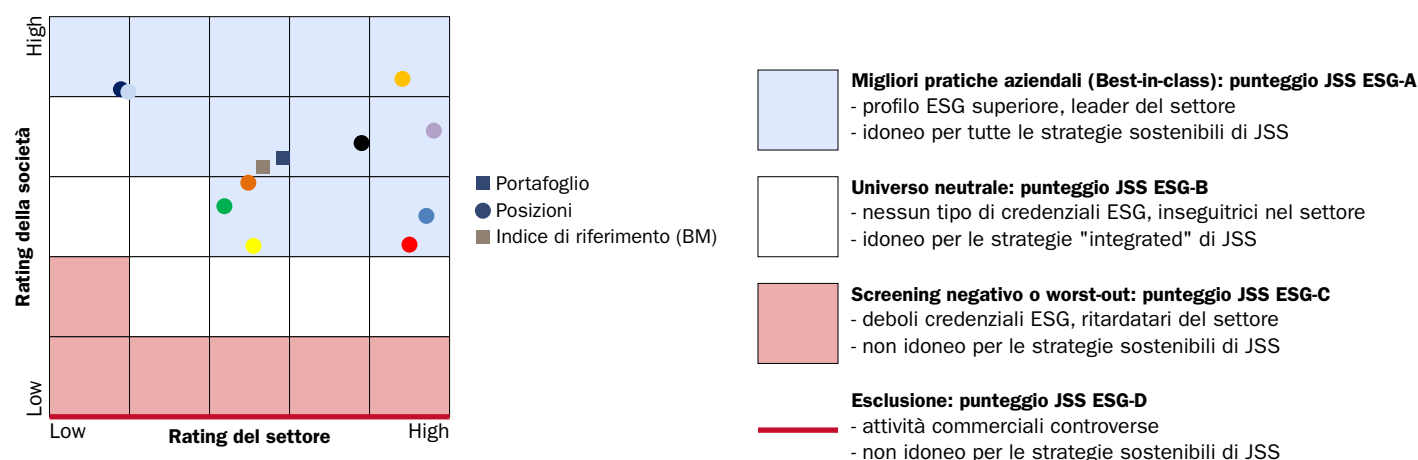 High
Rating della società
Low
Low
Rating del settore
High
Portafoglio
Posizioni
Indice di riferimento (BM)
Migliori pratiche aziendali (Best-in-class): punteggio JSS ESG-A
- profilo ESG superiore, leader del settore
- idoneo per tutte le strategie sostenibili di JSS
Universo neutrale: punteggio JSS ESG-B
- nessun tipo di credenziali ESG, inseguitrici nel settore
- idoneo per le strategie "integrated" di JSS
Screening negativo o worst-out: punteggio JSS ESG-C
- deboli credenziali ESG, ritardatari del settore
- non idoneo per le strategie sostenibili di JSS
Esclusione: punteggio JSS ESG-D
- attività commerciali controverse
- non idoneo per le strategie sostenibili di JSS